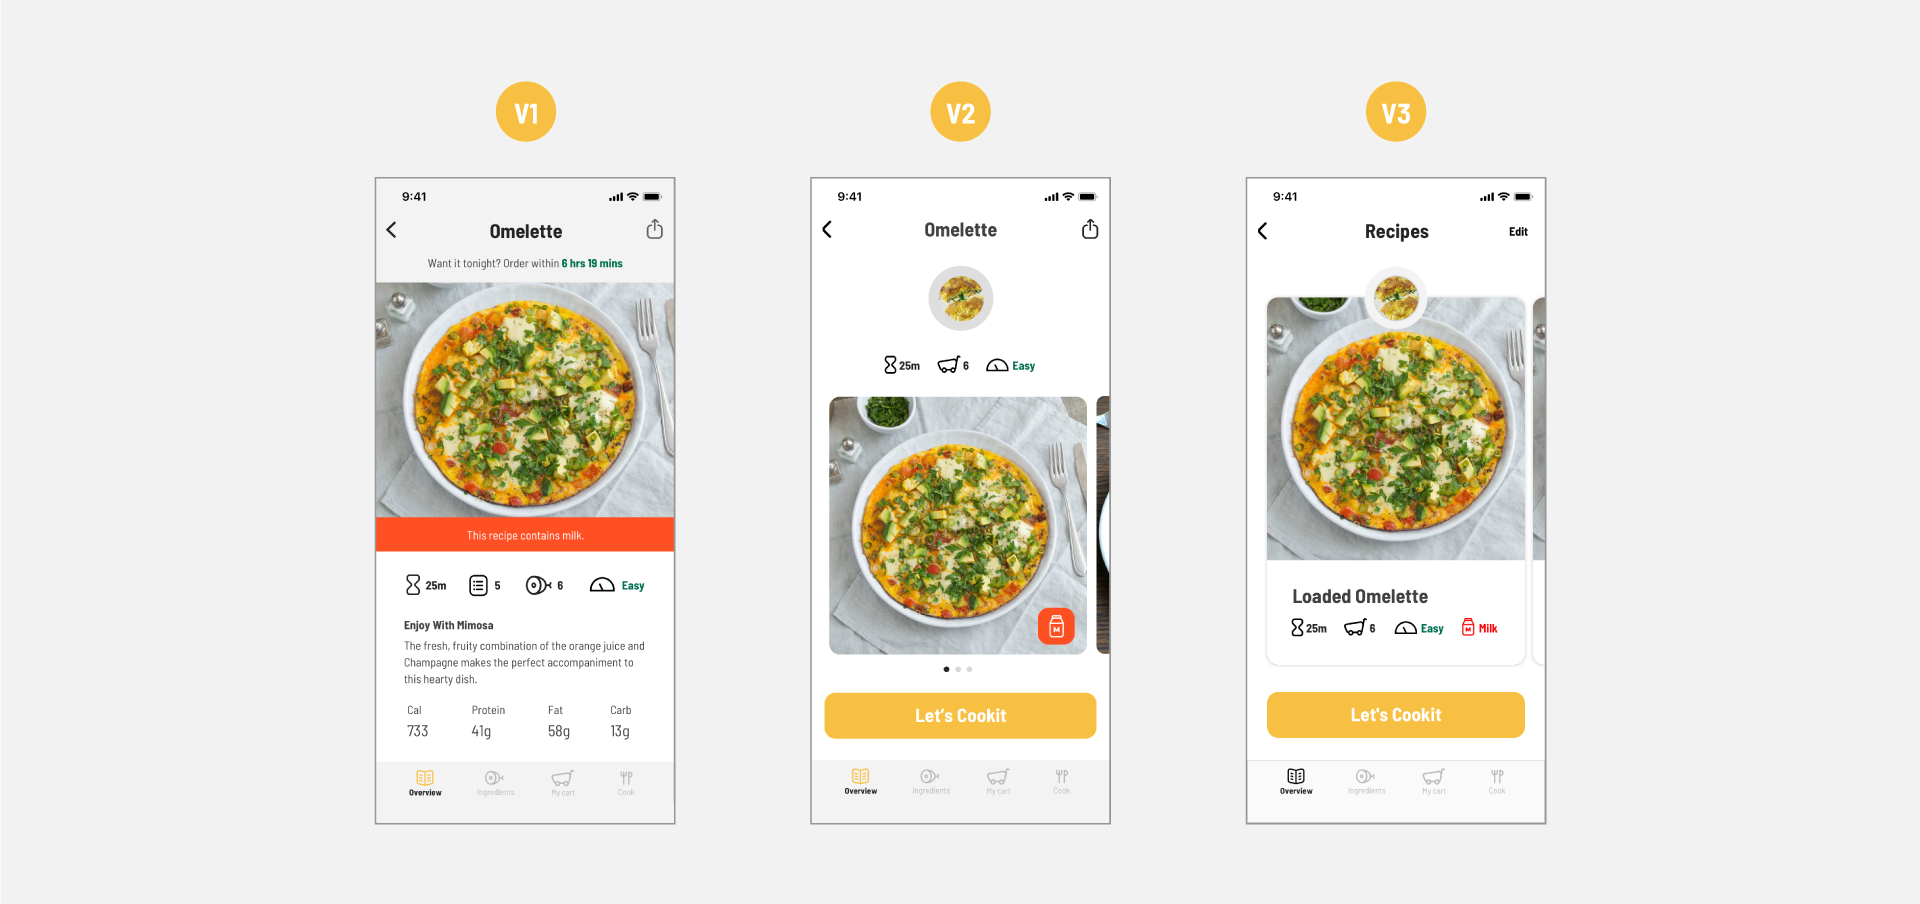 V1
V2
V3
9:41
Omelette
Want it tonight? Order within 6 hrs 19 mins
This recipe contains milk.
25m
5
6
Easy
Enjoy With Mimosa
The fresh, fruity combination of the orange juice and
Champagne makes the perfect accompaniment to
this hearty dish.
Cal Protein Fat Carb
733 41g 58g 13g
Overview Ingredients My cart Cook
9:41
Omelette
25m
6
Easy
M
Let's Cookit
Overview Ingredients My cart Cook
9:41
Recipes
Edit
Loaded Omelette
25m
6
Easy
M
Milk
Let's Cookit
Overview Ingredients My cart Cook